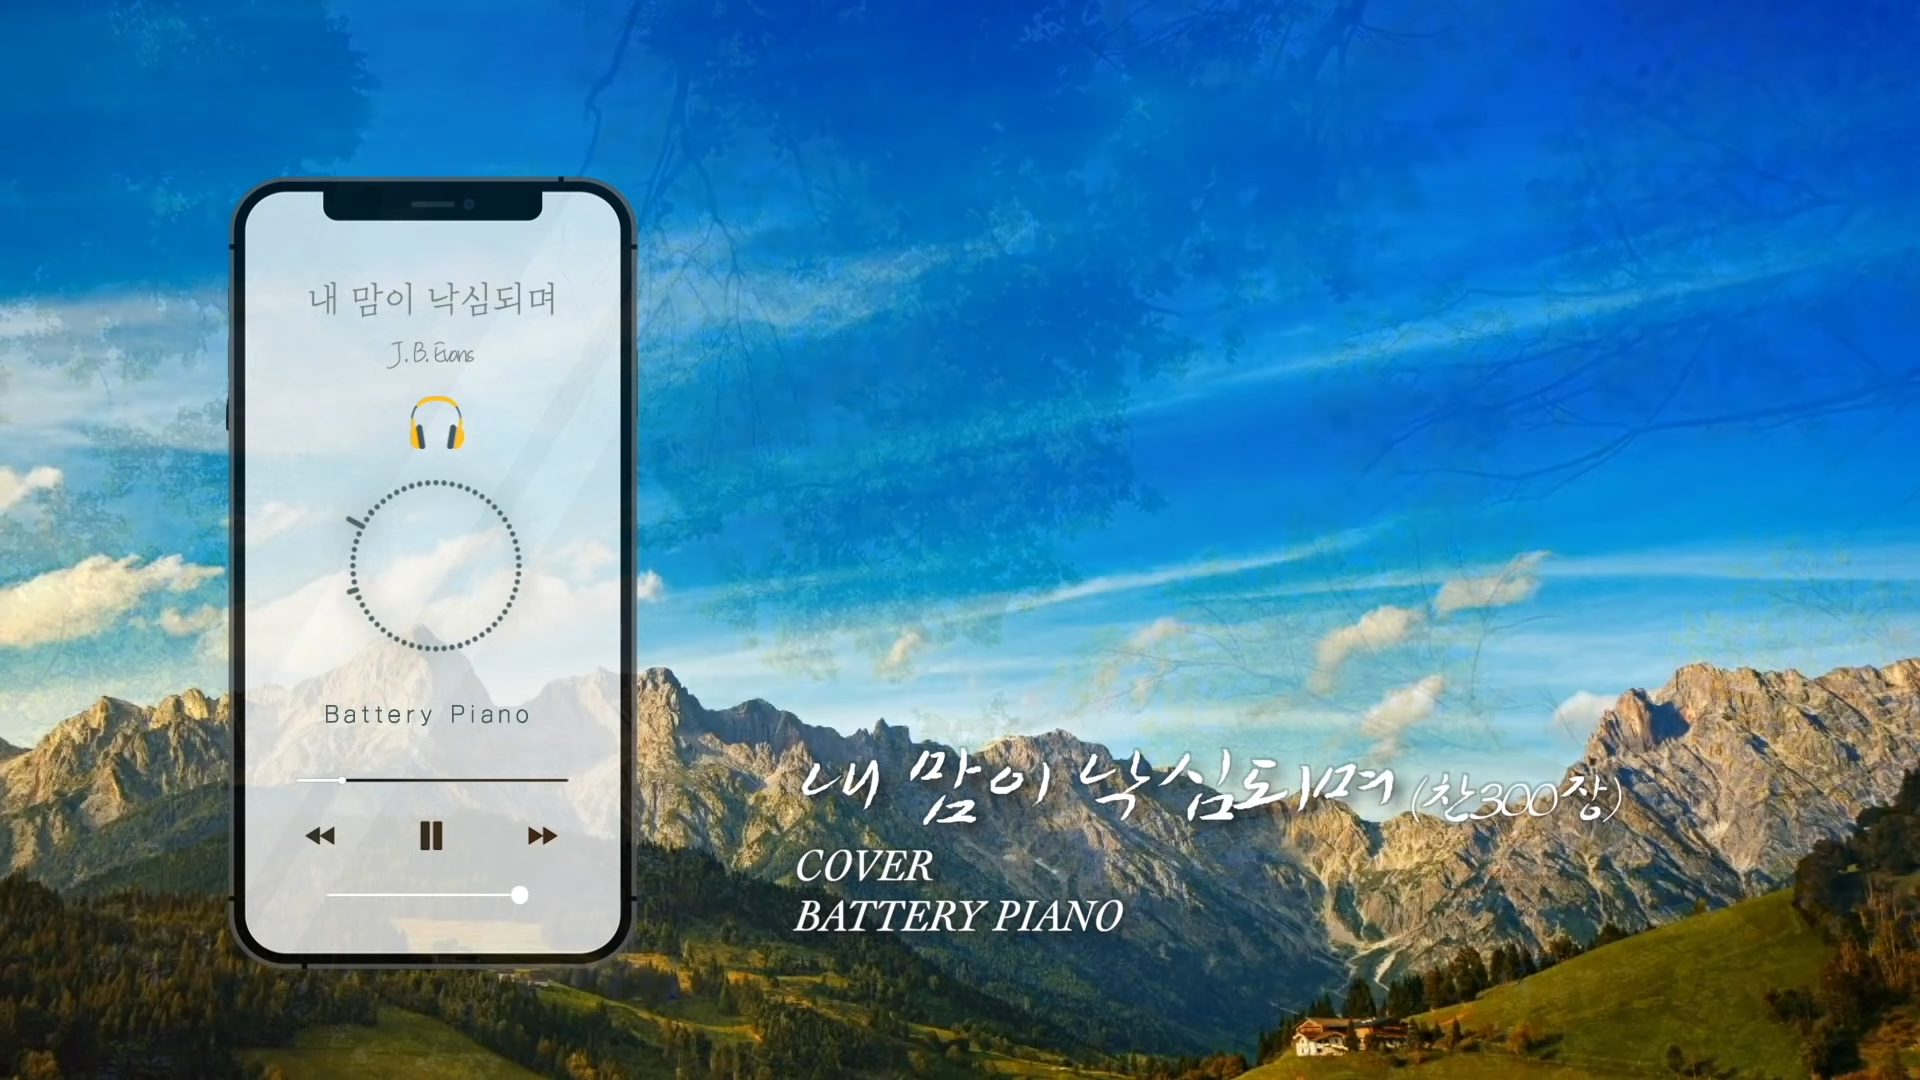 내 맘이 낙심되며
J.B. Evans
Battery Piano
내 맘이 낙심되며 (찬300장)
COVER
BATTERY PIANO